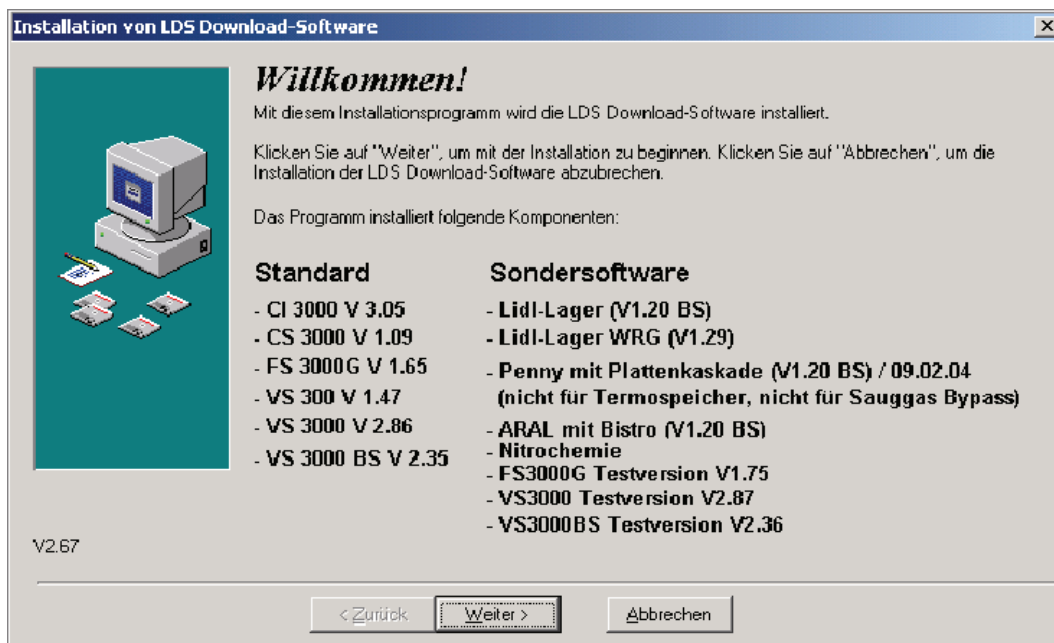 Installation von LDS Download-Software
Willkommen!
Mit diesem Installationsprogramm wird die LDS Download-Software installiert.
Klicken Sie auf "Weiter", um mit der Installation zu beginnen. Klicken Sie auf "Abbrechen", um die
Installation der LDS Download-Software abzubrechen.
Das Programm installiert folgende Komponenten:
Standard
- CI 3000 V 3.05
- CS 3000 V 1.09
- FS 3000G V 1.65
- VS 300 V 1.47
- VS 3000 V 2.86
- VS 3000 BS V 2.35
Sondersoftware
- Lidl-Lager (V1.20 BS)
- Lidl-Lager WRG (V1.29)
- Penny mit Plattenkaskade (V1.20 BS) / 09.02.04
(nicht für Termospeicher, nicht für Sauggas Bypass)
- ARAL mit Bistro (V1.20 BS)
- Nitrochemie
- FS3000G Testversion V1.75
- VS3000 Testversion V2.87
- VS3000BS Testversion V2.36
V2.67
< Zurück
Weiter >
Abbrechen